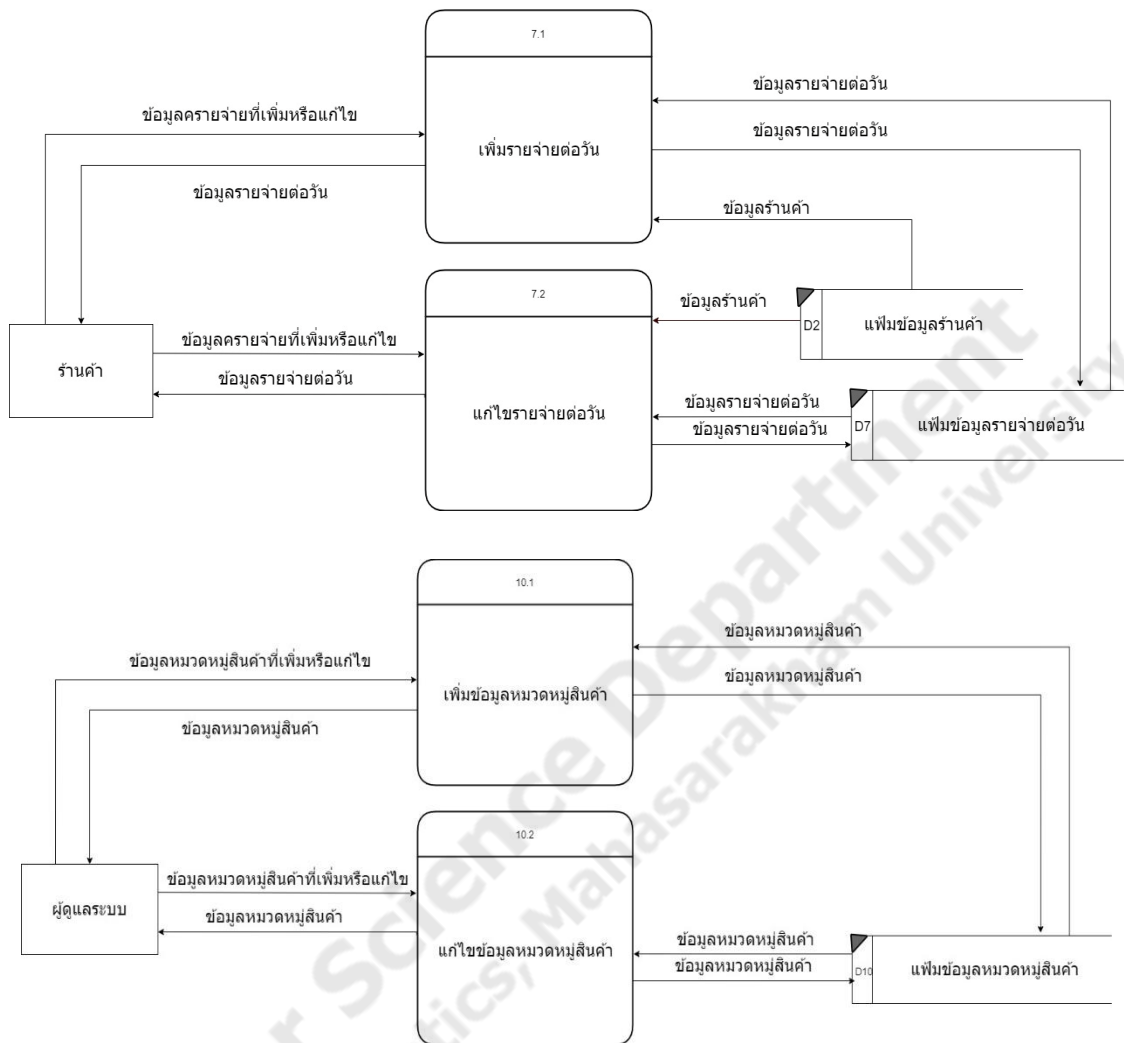 7.1
ข้อมูลรายจ่ายต่อวัน
ข้อมูลครายจ่ายที่เพิ่มหรือแก้ไข
ข้อมูลรายจ่ายต่อวัน
เพิ่มรายจ่ายต่อวัน
ข้อมูลรายจ่ายต่อวัน
ข้อมูลร้านค้า
7.2
ข้อมูลร้านค้า
D2
แฟ้มข้อมูลร้านค้า
ข้อมูลครายจ่ายที่เพิ่มหรือแก้ไข
ร้านค้า
ข้อมูลรายจ่ายต่อวัน
แก้ไขรายจ่ายต่อวัน
ข้อมูลรายจ่ายต่อวัน
ข้อมูลรายจ่ายต่อวัน
D7
แฟ้มข้อมูลรายจ่ายต่อวัน
10.1
ข้อมูลหมวดหมู่สินค้า
ข้อมูลหมวดหมู่สินค้าที่เพิ่มหรือแก้ไข
ข้อมูลหมวดหมู่สินค้า
เพิ่มข้อมูลหมวดหมู่สินค้า
ข้อมูลหมวดหมู่สินค้า
10.2
ข้อมูลหมวดหมู่สินค้าที่เพิ่มหรือแก้ไข
ผู้ดูแลระบบ
ข้อมูลหมวดหมู่สินค้า
แก้ไขข้อมูลหมวดหมู่สินค้า
ข้อมูลหมวดหมู่สินค้า
ข้อมูลหมวดหมู่สินค้า
D10
แฟ้มข้อมูลหมวดหมู่สินค้า
Science Department
Mahasarakham University